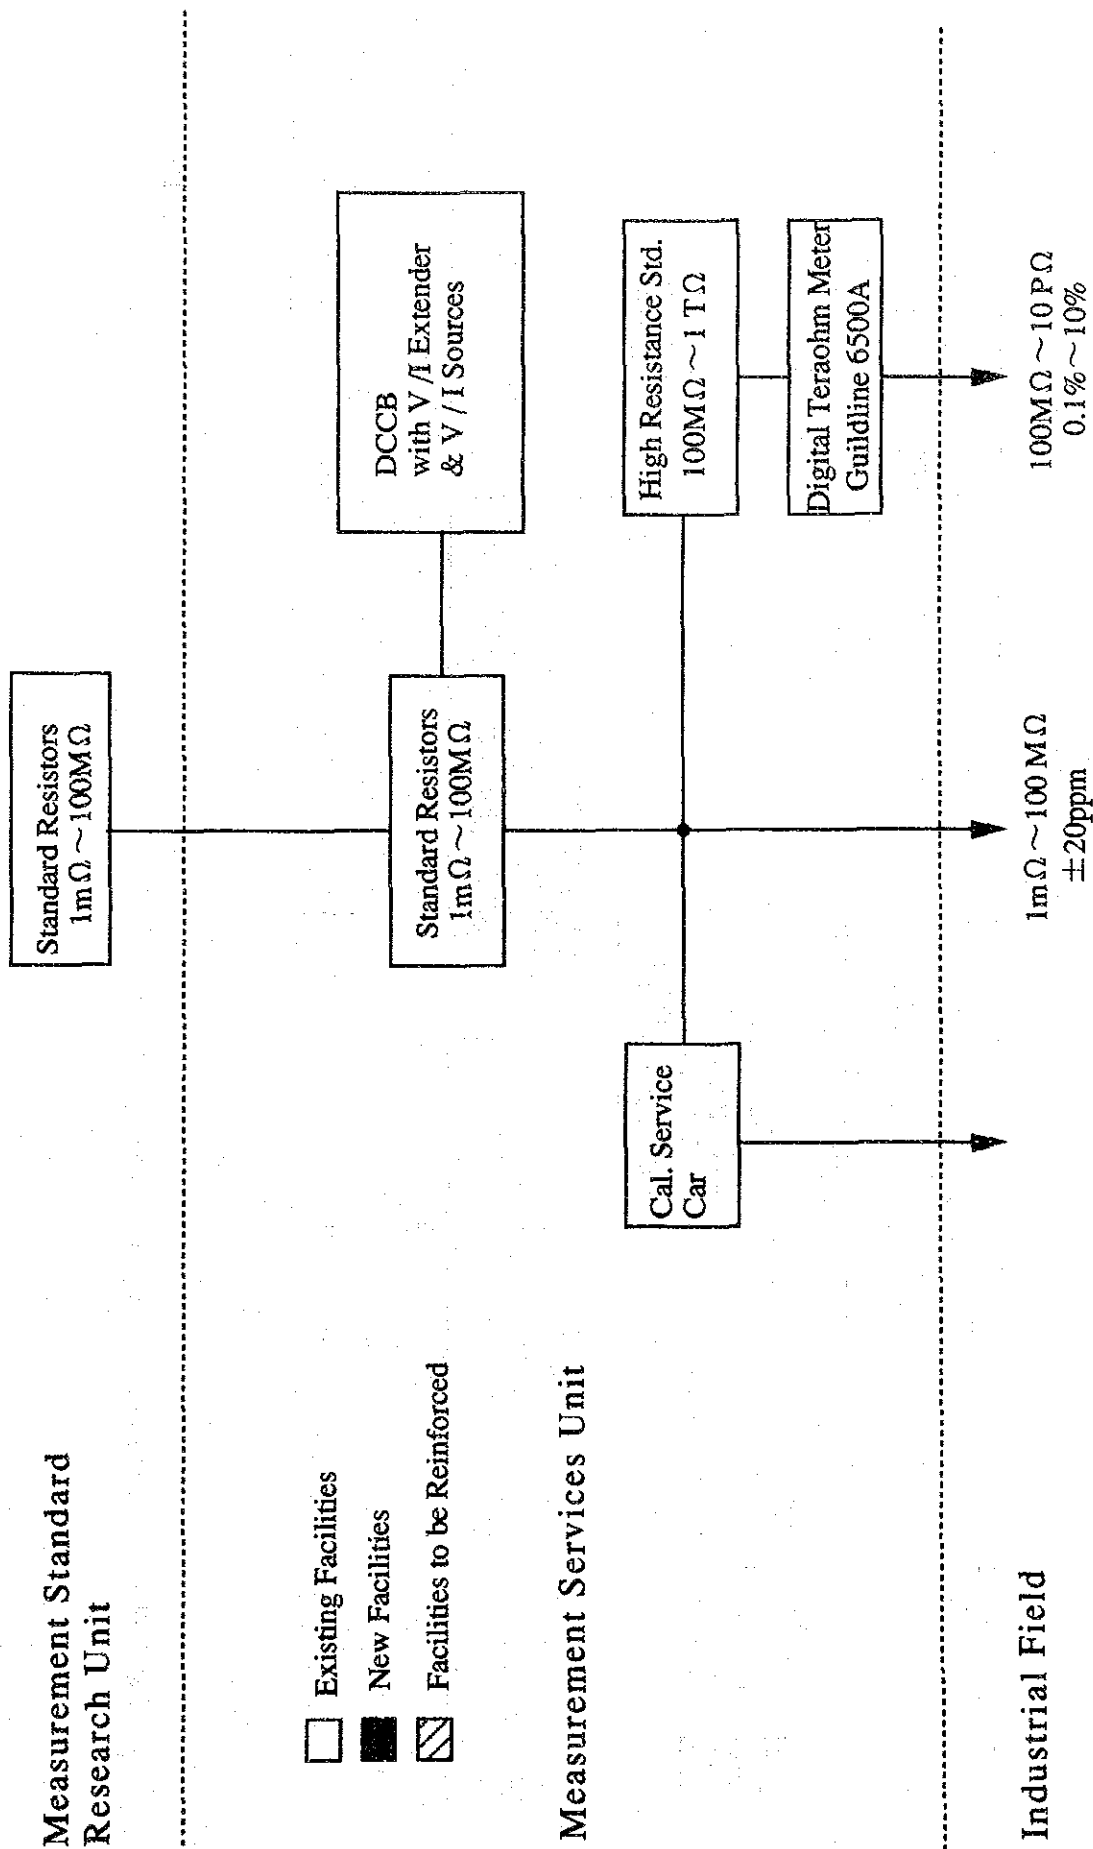 Measurement Standard
Research Unit
Standard Resistors
1mΩ～100MΩ
Existing Facilities
New Facilities
Facilities to be Reinforced
Standard Resistors
1mΩ～100MΩ
DCCB
with V /I Extender
& V / I Sources
Measurement Services Unit
Cal. Service
Car
High Resistance Std.
100MΩ～1 TΩ
Digital Teraohm Meter
Guildline 6500A
Industrial Field
1mΩ～100 MΩ
±20ppm
100MΩ～10 PΩ
0.1%～10%